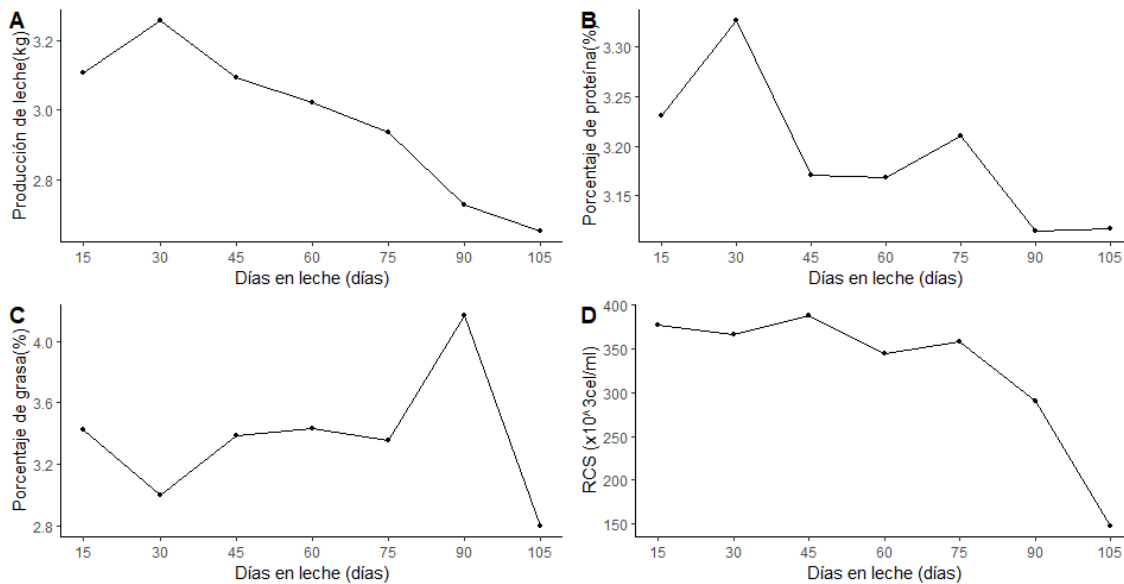 A
Producción de leche(kg)
3.2
3.0
2.8
15 30 45 60 75 90 105
Días en leche (días)
B
Porcentaje de proteína(%)
3.30
3.25
3.20
3.15
15 30 45 60 75 90 105
Días en leche (días)
C
Porcentaje de grasa(%)
4.0
3.6
3.2
2.8
15 30 45 60 75 90 105
Días en leche (días)
D
RCS (x10^3cel/ml)
400
350
300
250
200
150
15 30 45 60 75 90 105
Días en leche (días)